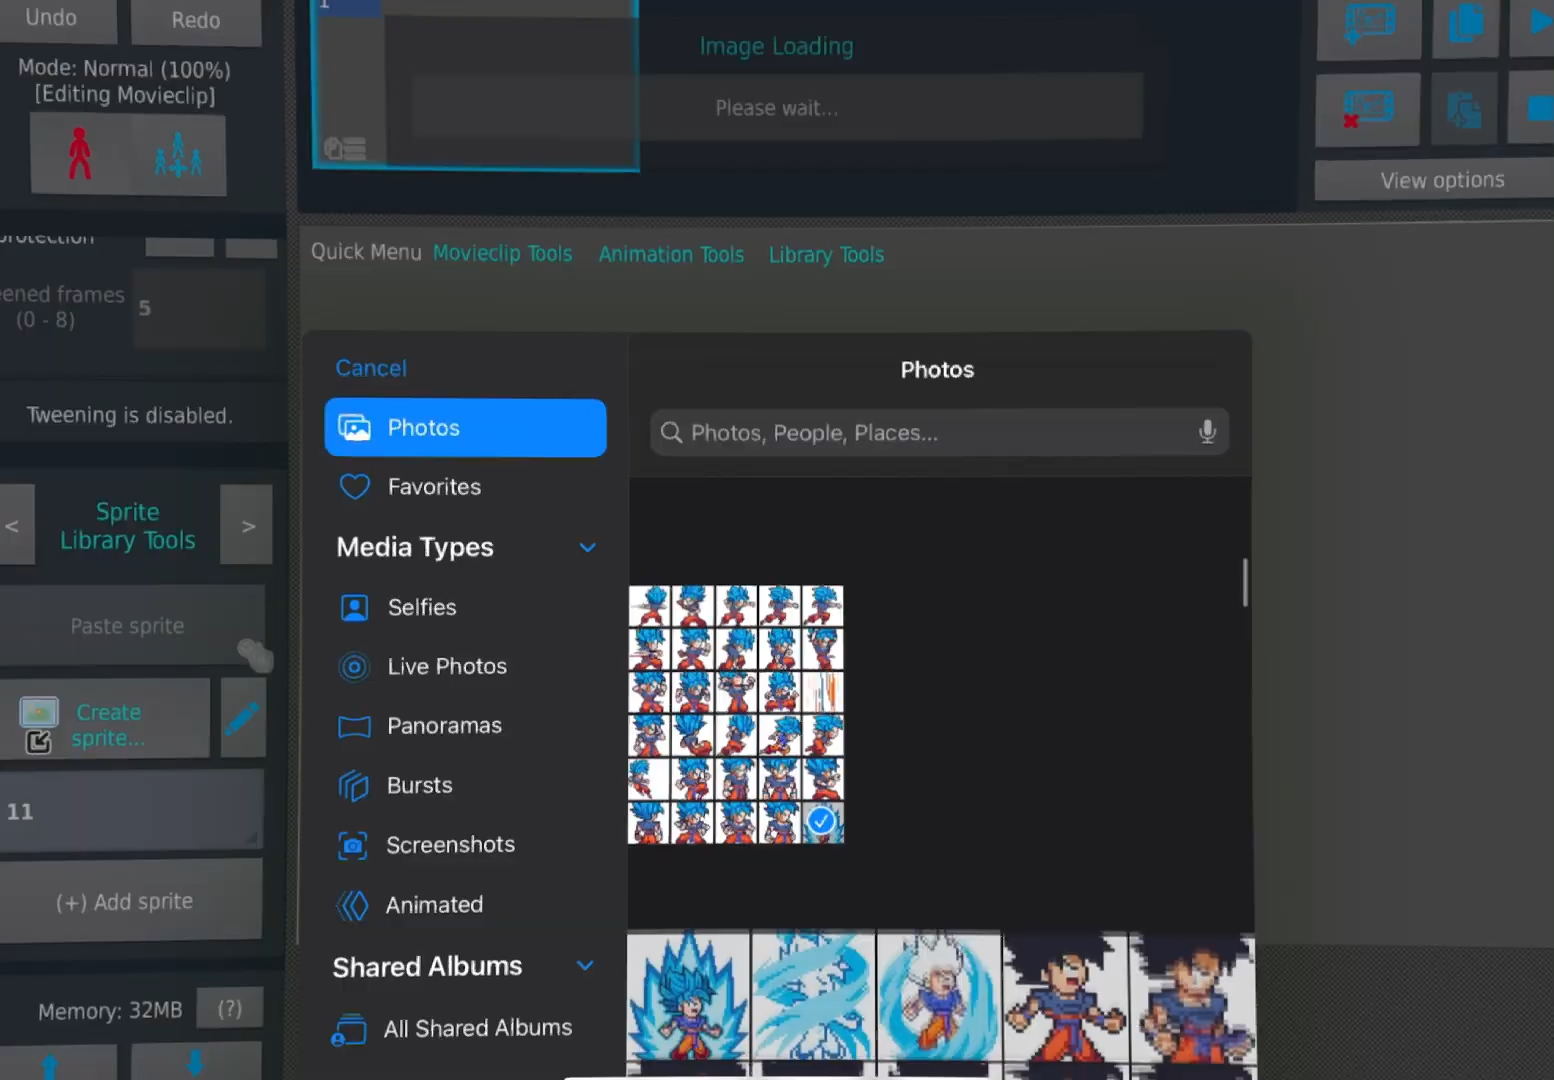 Undo
Redo
Mode: Normal (100%)
[Editing Movieclip]
1
Image Loading
Please wait...
View options
Quick Menu
Movieclip Tools
Animation Tools
Library Tools
protection
ened frames
(0 - 8)
5
Tweening is disabled.
<
Sprite
Library Tools
>
Paste sprite
Create
sprite...
11
(+) Add sprite
Memory: 32MB
(?)
Cancel
Photos
Favorites
Media Types
Selfies
Live Photos
Panoramas
Bursts
Screenshots
Animated
Shared Albums
All Shared Albums
Photos
Photos, People, Places...